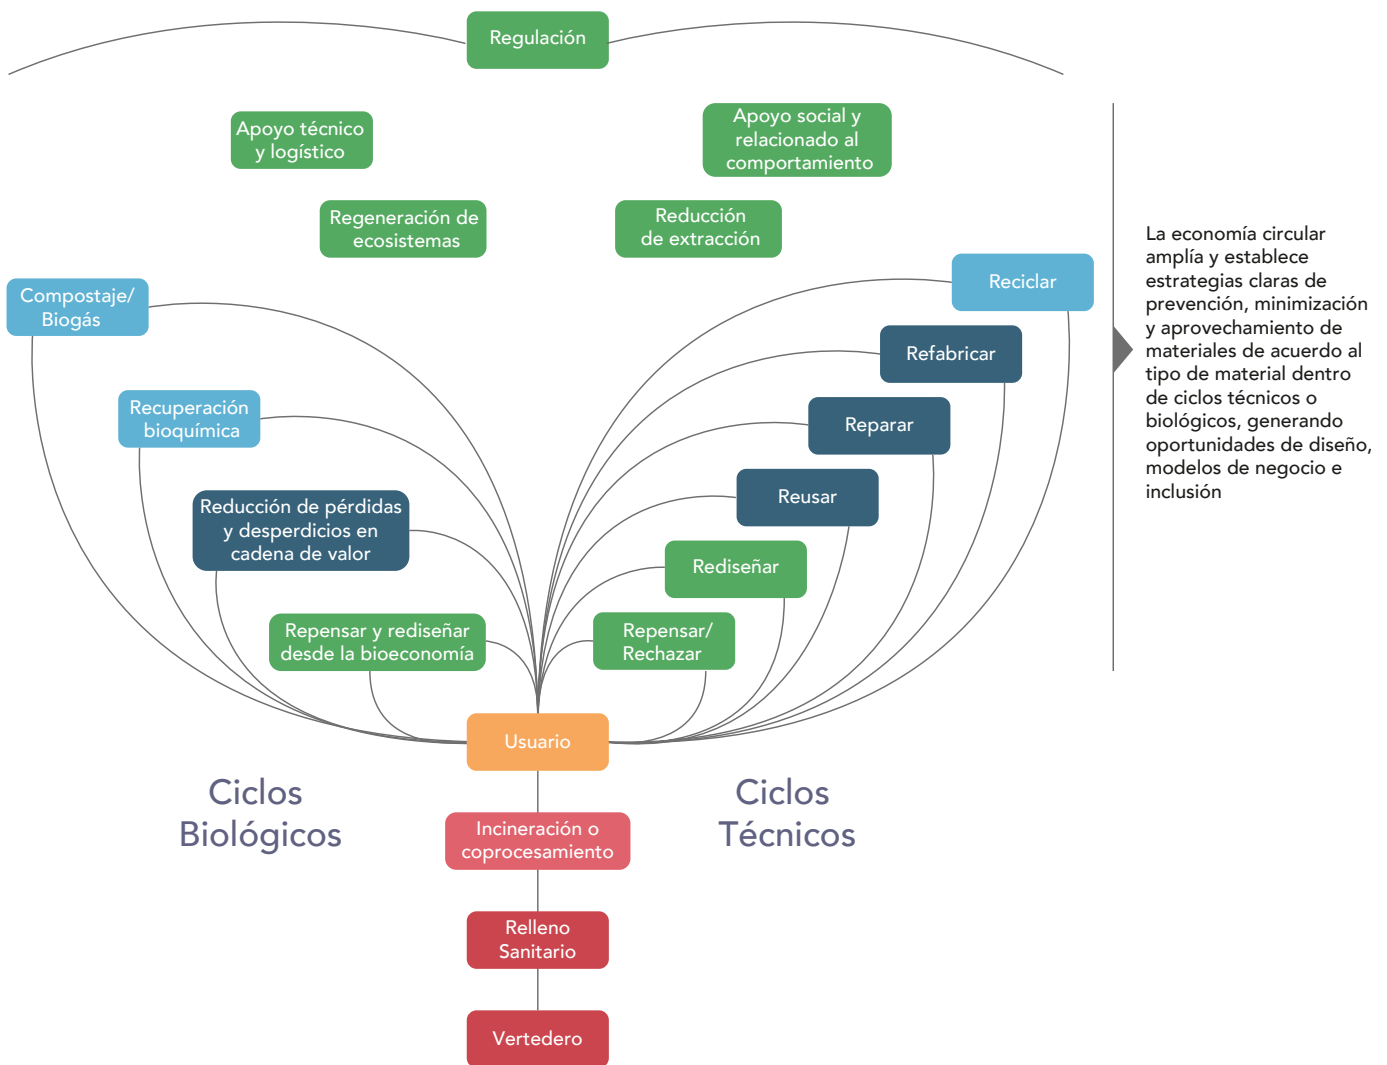 Regulación
Apoyo técnico
y logístico
Apoyo social y
relacionado al
comportamiento
Regeneración de
ecosistemas
Reducción
de extracción
Compostaje/
Biogás
Recuperación
bioquímica
Reducción de pérdidas
y desperdicios en
cadena de valor
Repensar y rediseñar
desde la bioeconomía
Reciclar
Refabricar
Reparar
Reusar
Rediseñar
Repensar/
Rechazar
Usuario
Ciclos
Biológicos
Ciclos
Técnicos
Incineración o
coprocesamiento
Relleno
Sanitario
Vertedero
La economía circular
amplía y establece
estrategias claras de
prevención, minimización
y aprovechamiento de
materiales de acuerdo al
tipo de material dentro
de ciclos técnicos o
biológicos, generando
oportunidades de diseño,
modelos de negocio e
inclusión